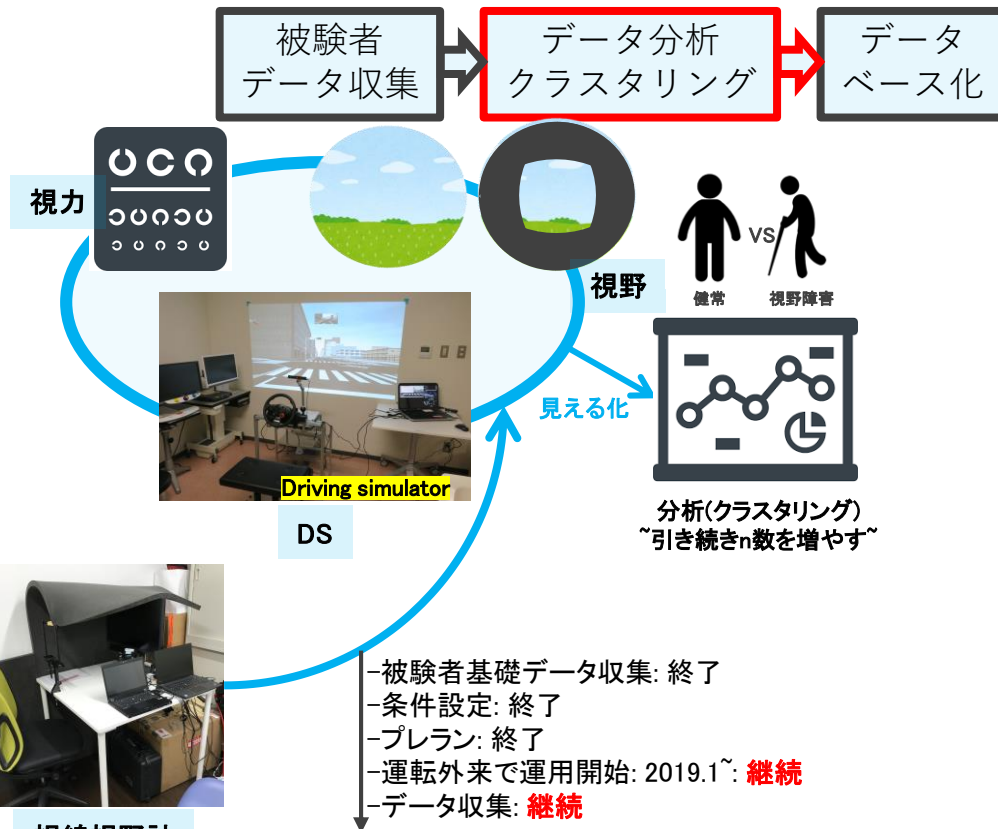 被験者
データ収集
データ分析
クラスタリング
データ
ベース化
視力
視野
健常
VS
視野障害
見える化
Driving simulator
DS
分析(クラスタリング)
~引き続きn数を増やす~
-被験者基礎データ収集: 終了
-条件設定: 終了
-プレラン: 終了
-運転外来で運用開始: 2019.1~: 継続
-データ収集: 継続